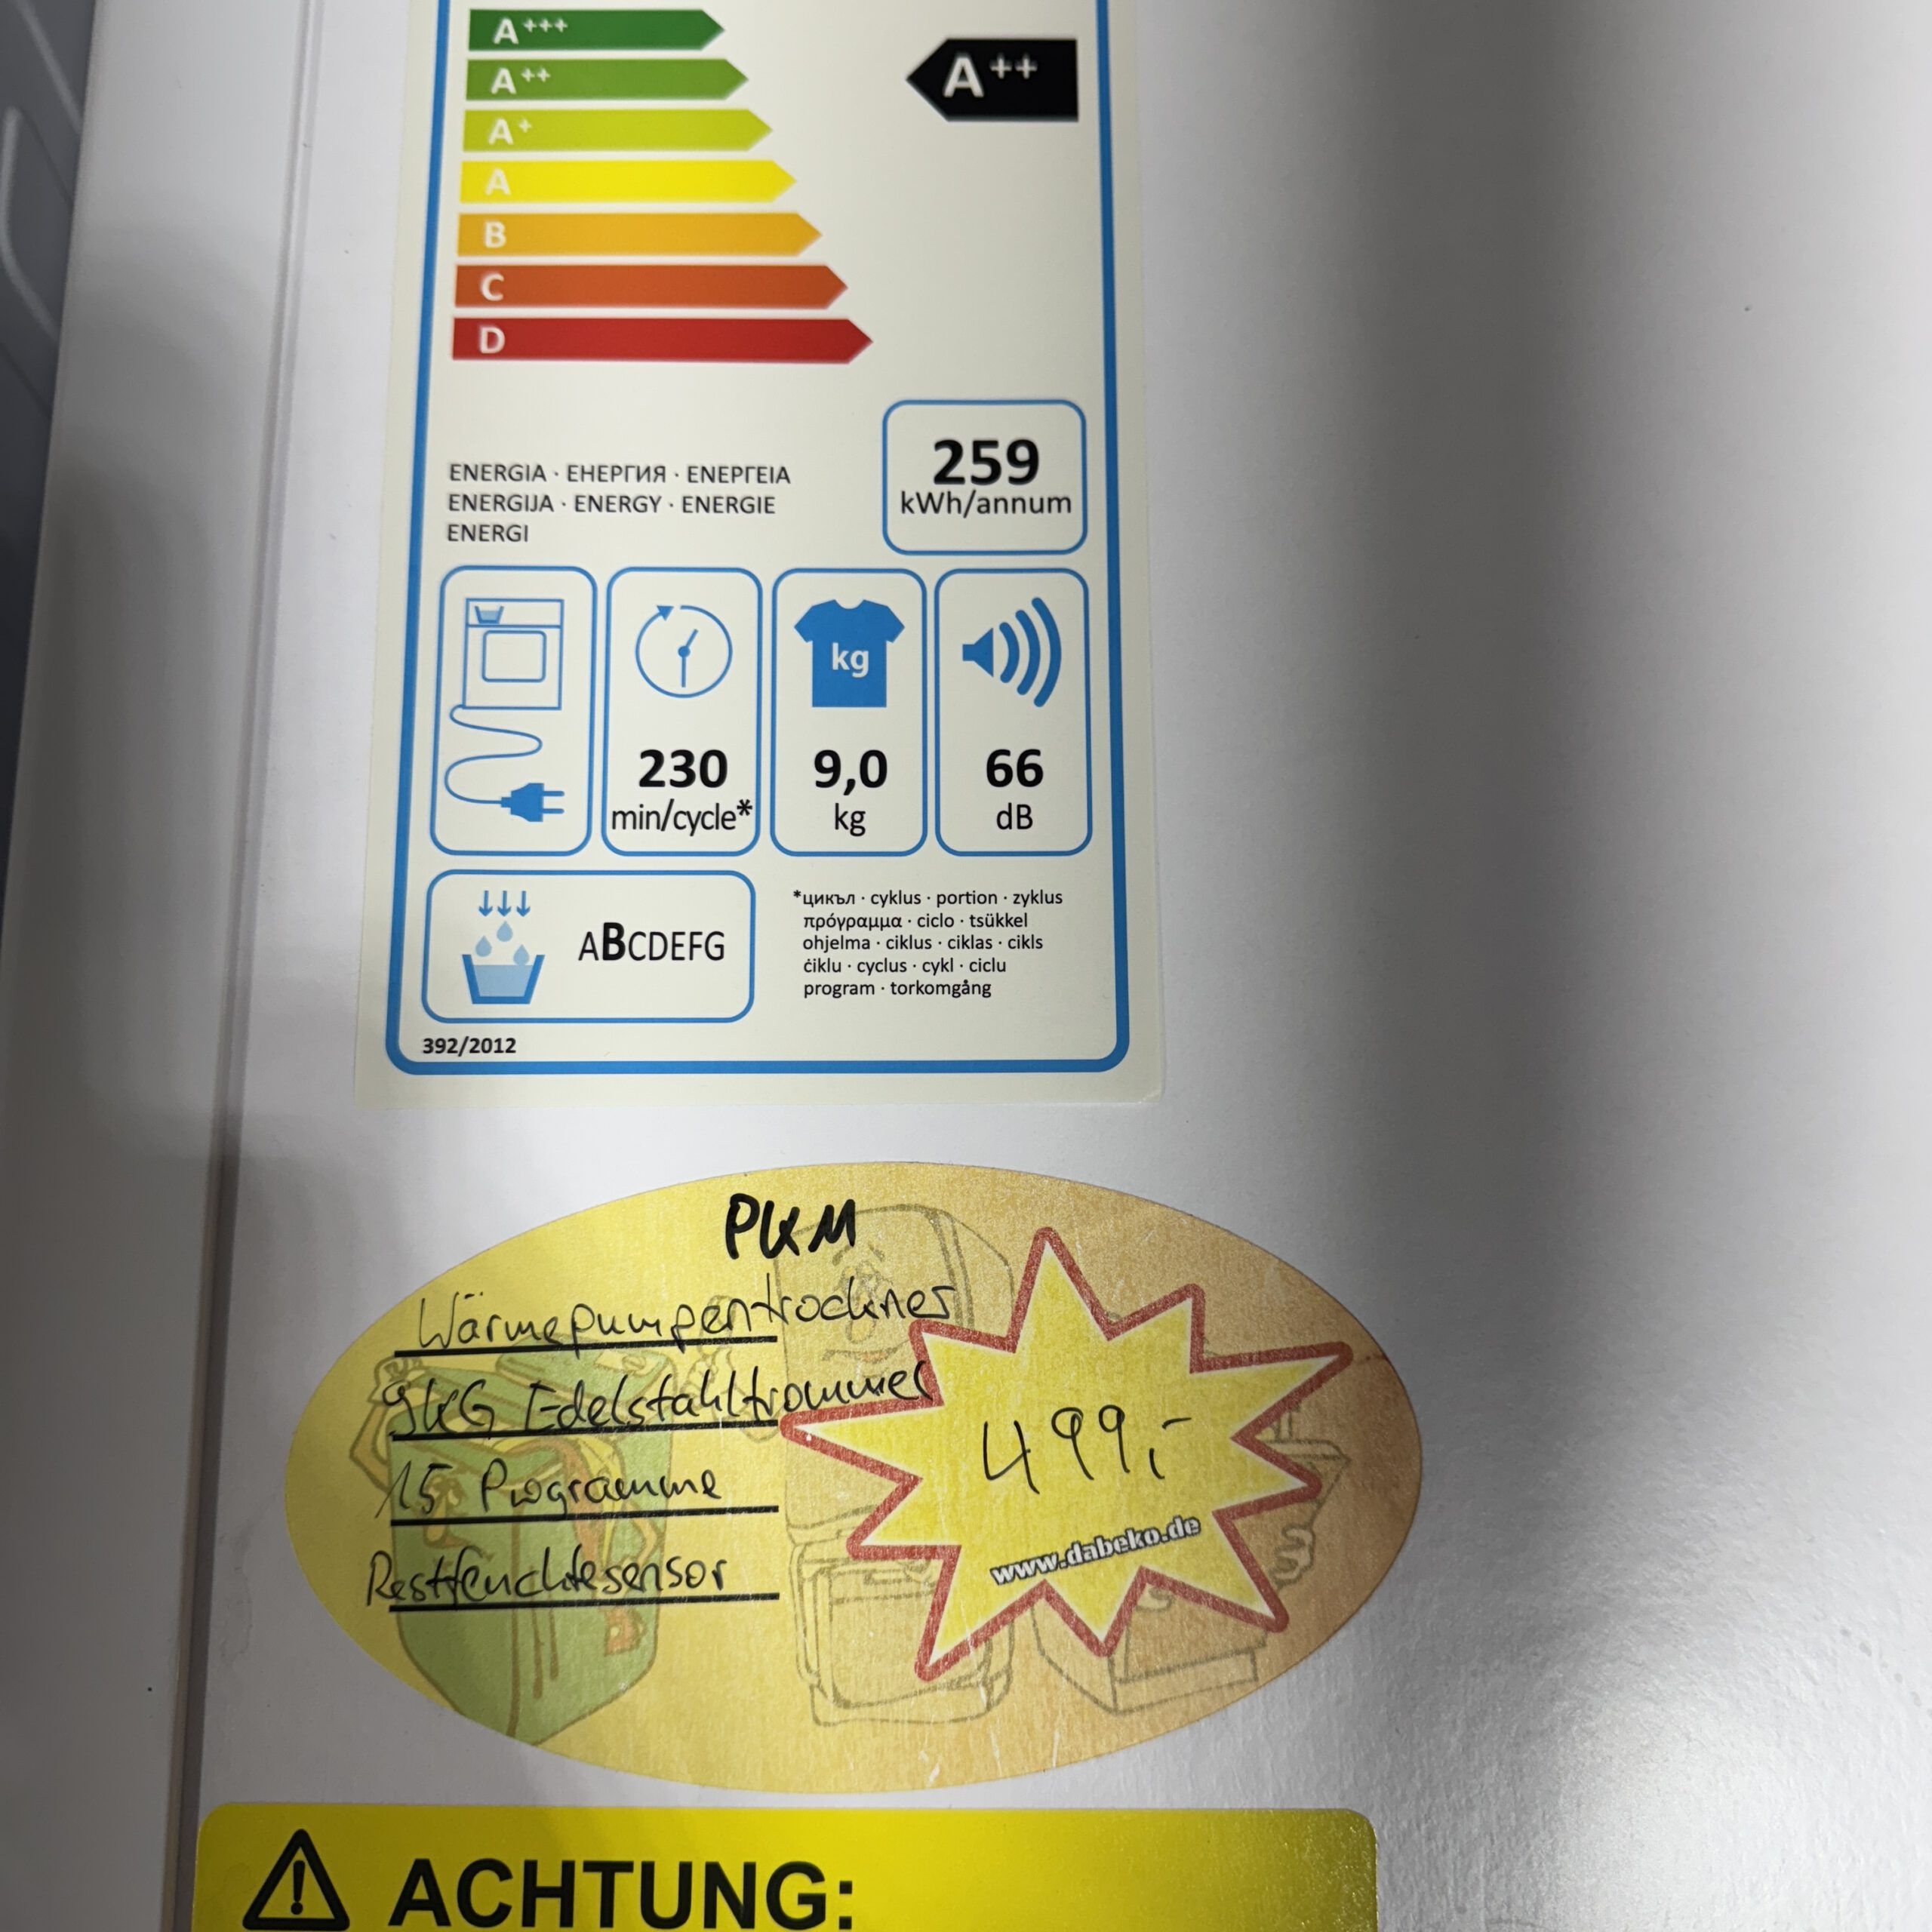 A+++
A++
A++
A+
A
B
C
D
259
kWh/annum
ENERGIA · ЕНЕРГИЯ · ΕΝΕΡΓΕΙΑ
ENERGIJA · ENERGY · ENERGIE
ENERGI
kg
230
min/cycle*
9,0
kg
66
dB
ABCDEFG
*цикъл · cyklus · portion · zyklus
πρόγραμμα · ciclo · tsükkel
ohjelma · ciklus · ciklas · cikls
ċiklu · cyclus · cykl · ciclu
program · torkomgång
392/2012
PKM
Wärmepumpentrockner
9KG Edelstahltrommel
15 Programme
Restfeuchtesensor
499,-
www.dabeko.de
ACHTUNG: